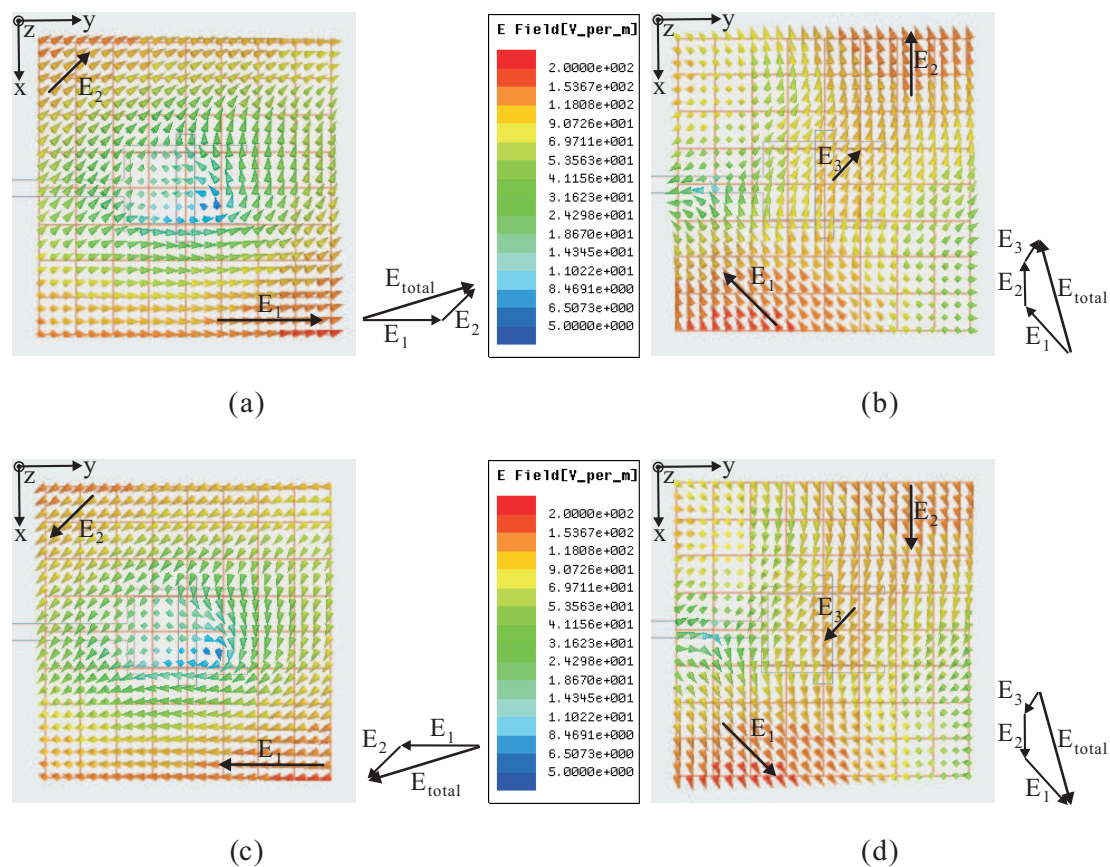 z y
x
E2
E1
Etotal
E1
E2
(a)
E Field[V_per_m]
2.0000e+002
1.5367e+002
1.1808e+002
9.0726e+001
6.9711e+001
5.3563e+001
4.1156e+001
3.1623e+001
2.4298e+001
1.8670e+001
1.4345e+001
1.1022e+001
8.4691e+000
6.5073e+000
5.0000e+000
z y
x
E2
E3
E1
E3
E2
Etotal
E1
(b)
z y
x
E2
E1
E2
E1
Etotal
(c)
E Field[V_per_m]
2.0000e+002
1.5367e+002
1.1808e+002
9.0726e+001
6.9711e+001
5.3563e+001
4.1156e+001
3.1623e+001
2.4298e+001
1.8670e+001
1.4345e+001
1.1022e+001
8.4691e+000
6.5073e+000
5.0000e+000
z y
x
E2
E3
E1
E3
E2
Etotal
E1
(d)